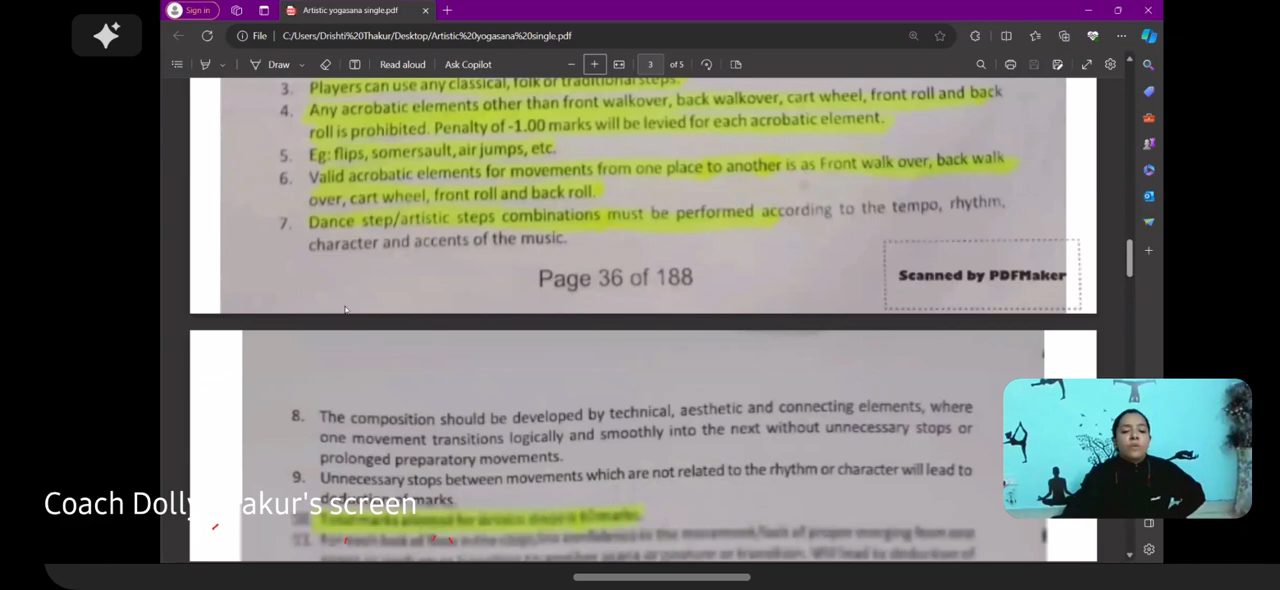 Sign in
Artistic yogasana single.pdf
File
C:/Users/Drishti%20Thakur/Desktop/Artistic%20yogasana%20single.pdf
Draw
Read aloud
Ask Copilot
3 of 5
3. Players can use any classical, folk or traditional steps.
4. Any acrobatic elements other than front walkover, back walkover, cart wheel, front roll and back
roll is prohibited. Penalty of -1.00 marks will be levied for each acrobatic element.
5. Eg: flips, somersault, air jumps, etc.
6. Valid acrobatic elements for movements from one place to another is as Front walk over, back walk
over, cart wheel, front roll and back roll.
7. Dance step/artistic steps combinations must be performed according to the tempo, rhythm,
character and accents of the music.
Page 36 of 188
Scanned by PDFMaker
8. The composition should be developed by technical, aesthetic and connecting elements, where
one movement transitions logically and smoothly into the next without unnecessary stops or
prolonged preparatory movements.
9. Unnecessary stops between movements which are not related to the rhythm or character will lead to
marks.
Coach Dolly Thakur's screen